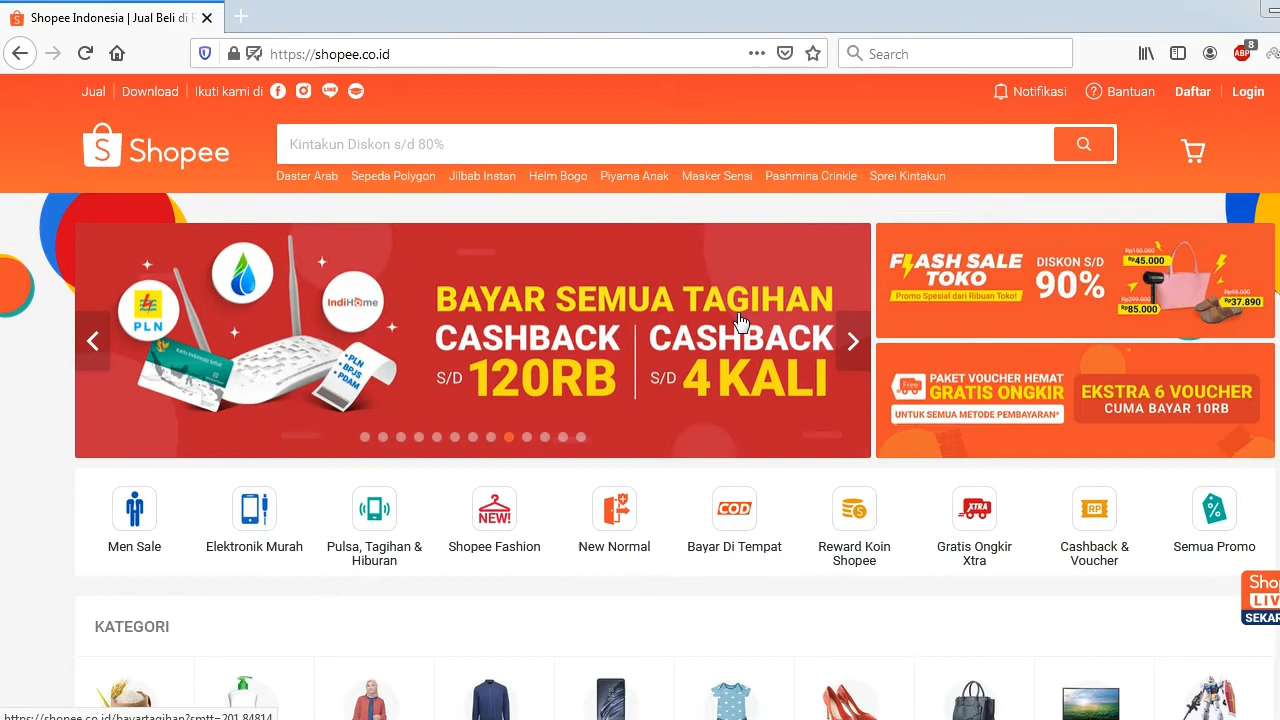 Shopee Indonesia | Jual Beli di
https://shopee.co.id
Search
8
Jual
Download
Ikuti kami di
Notifikasi
Bantuan
Daftar
Login
Shopee
Kintakun Diskon s/d 80%
Daster Arab Sepeda Polygon Jilbab Instan Helm Bogo Piyama Anak Masker Sensi Pashmina Crinkle Sprei Kintakun
PLN
IndiHome
Kartu Indonesia Sehat
• PLN
• BPJS
• PDAM
BAYAR SEMUA TAGIHAN
CASHBACK
S/D 120RB
CASHBACK
S/D 4 KALI
FLASH SALE
TOKO
Promo Spesial dari Ribuan Toko!
DISKON S/D
90%
Rp150.000
Rp45.000
Rp299.000
Rp85.000
Rp98.000
Rp37.890
Free
PAKET VOUCHER HEMAT
GRATIS ONGKIR
UNTUK SEMUA METODE PEMBAYARAN*
EKSTRA 6 VOUCHER
CUMA BAYAR 10RB
NEW!
COD
XTRA
RP
Men Sale
Elektronik Murah
Pulsa, Tagihan &
Hiburan
Shopee Fashion
New Normal
Bayar Di Tempat
Reward Koin
Shopee
Gratis Ongkir
Xtra
Cashback &
Voucher
Semua Promo
Sho
LIV
SEKAR
KATEGORI
https://shopee.co.id/bayartagihan?smtt=201.84814